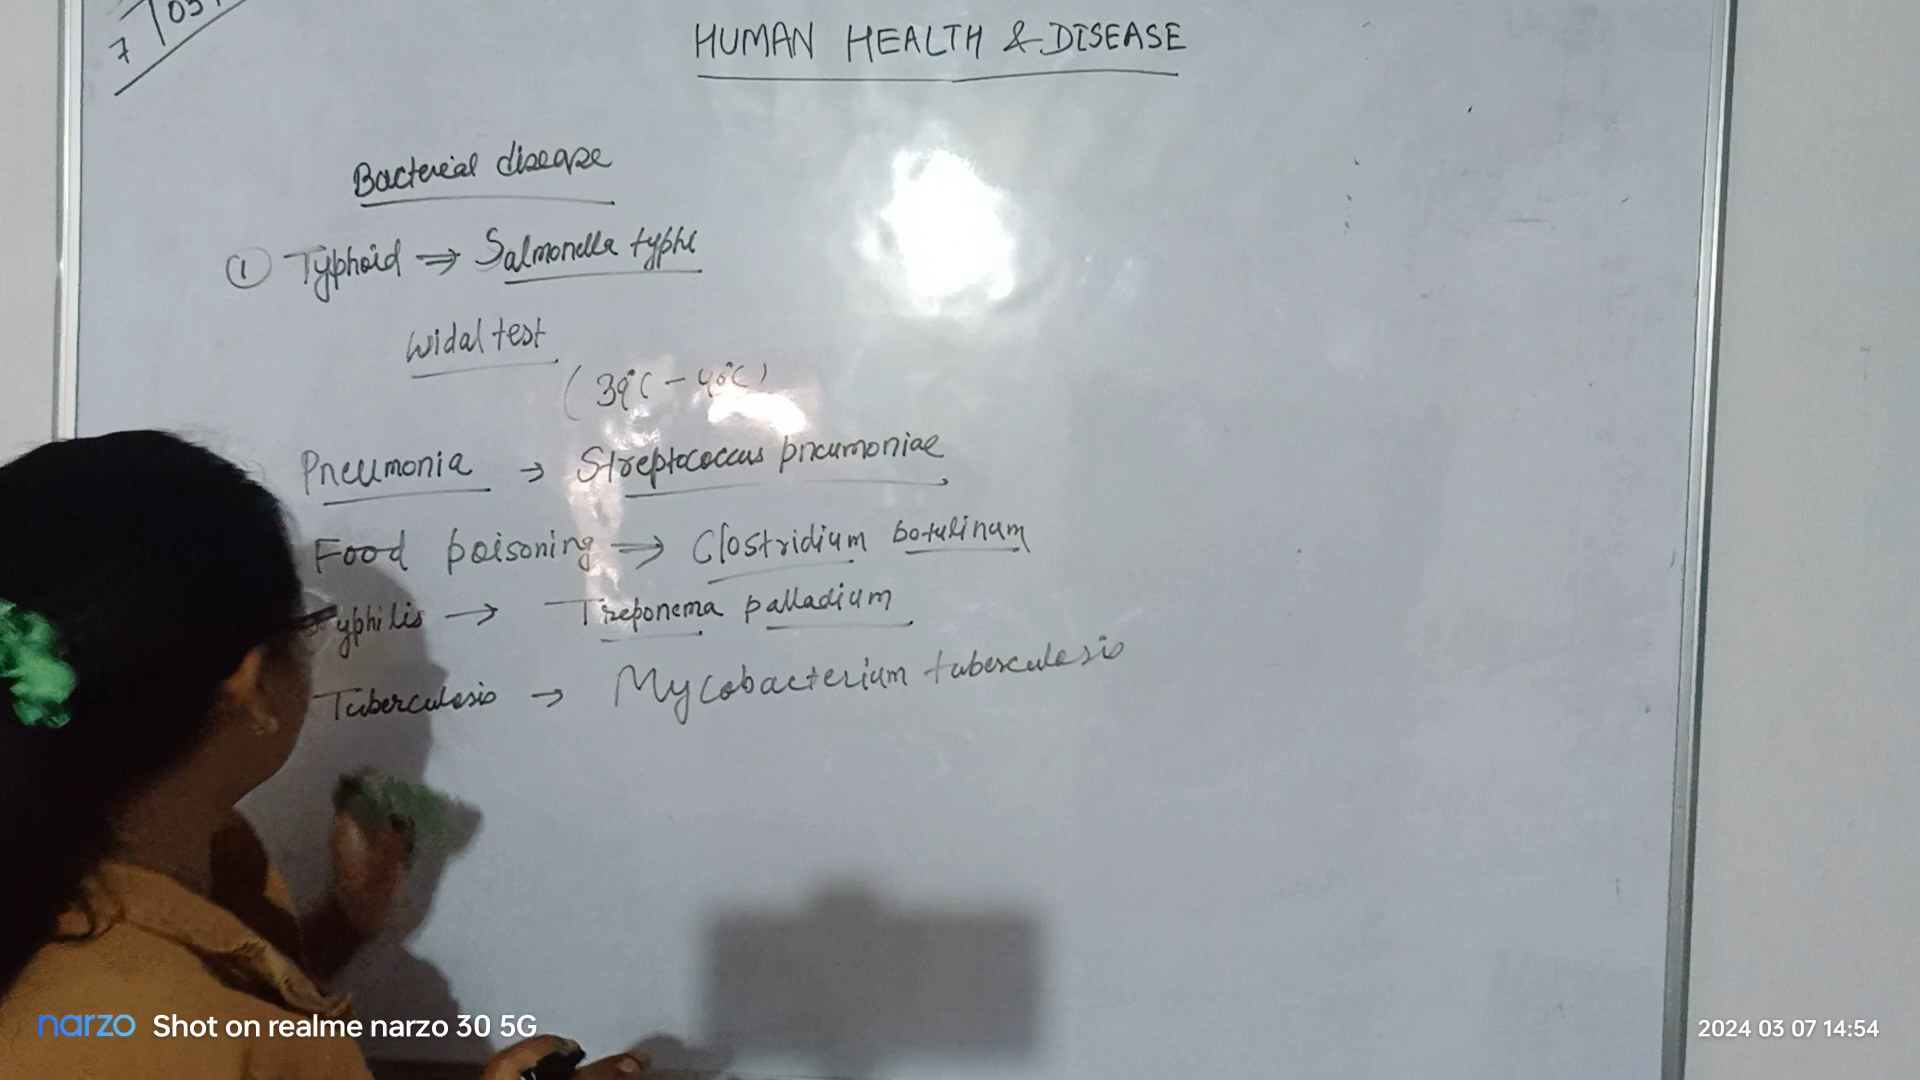 7 / 03 /
HUMAN HEALTH & DISEASE
Bacterial disease
① Typhoid ⇒ Salmonella typhi
Widal test
(39°C - 40°C)
Pneumonia → Streptococcus pneumoniae
Food poisoning ⇒ Clostridium botulinum
yphilis → Treponema palladium
Tuberculosis → Mycobacterium tuberculosis
narzo Shot on realme narzo 30 5G
2024 03 07 14:54